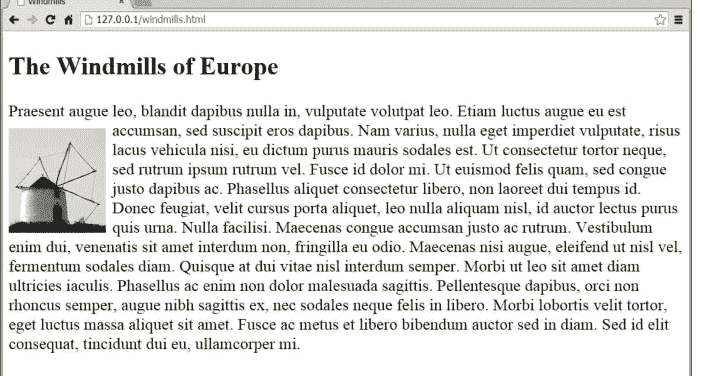 Windmills
127.0.0.1/windmills.html
The Windmills of Europe
Praesent augue leo, blandit dapibus nulla in, vulputate volutpat leo. Etiam luctus augue eu est
accumsan, sed suscipit eros dapibus. Nam varius, nulla eget imperdiet vulputate, risus
lacus vehicula nisi, eu dictum purus mauris sodales est. Ut consectetur tortor neque,
sed rutrum ipsum rutrum vel. Fusce id dolor mi. Ut euismod felis quam, sed congue
justo dapibus ac. Phasellus aliquet consectetur libero, non laoreet dui tempus id.
Donec feugiat, velit cursus porta aliquet, leo nulla aliquam nisl, id auctor lectus purus
quis urna. Nulla facilisi. Maecenas congue accumsan justo ac rutrum. Vestibulum
enim dui, venenatis sit amet interdum non, fringilla eu odio. Maecenas nisi augue, eleifend ut nisl vel,
fermentum sodales diam. Quisque at dui vitae nisl interdum semper. Morbi ut leo sit amet diam
ultricies iaculis. Phasellus ac enim non dolor malesuada sagittis. Pellentesque dapibus, orci non
rhoncus semper, augue nibh sagittis ex, nec sodales neque felis in libero. Morbi lobortis velit tortor,
eget luctus massa aliquet sit amet. Fusce ac metus et libero bibendum auctor sed in diam. Sed id elit
consequat, tincidunt dui eu, ullamcorper mi.